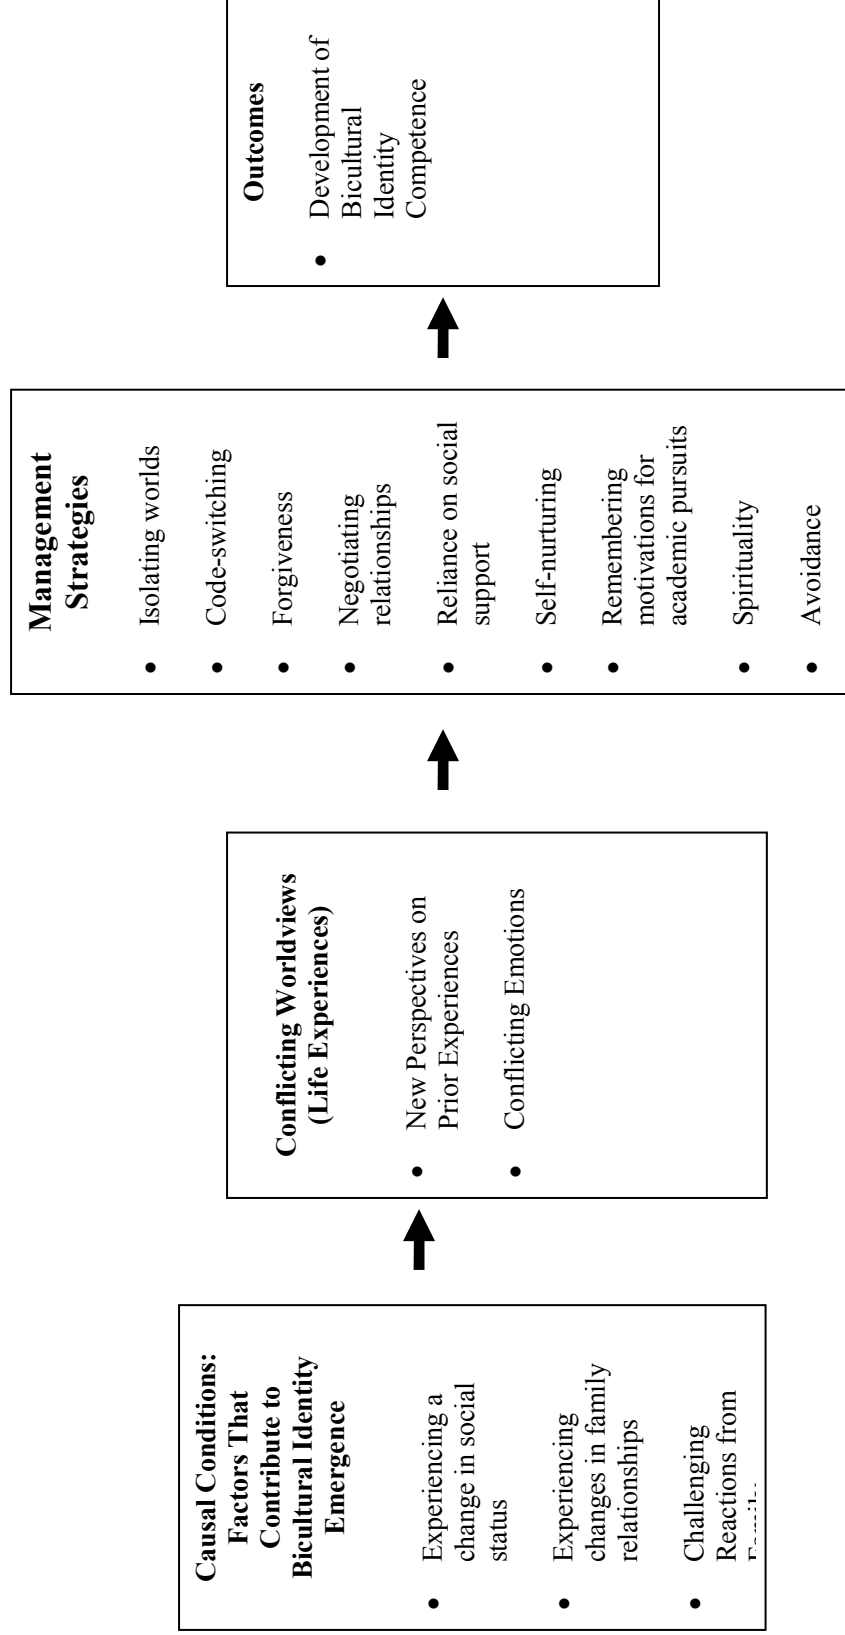 Causal Conditions:
Factors That
Contribute to
Bicultural Identity
Emergence
• Experiencing a
change in social
status
• Experiencing
changes in family
relationships
• Challenging
Reactions from
Conflicting Worldviews
(Life Experiences)
• New Perspectives on
Prior Experiences
• Conflicting Emotions
Management
Strategies
• Isolating worlds
• Code-switching
• Forgiveness
• Negotiating
relationships
• Reliance on social
support
• Self-nurturing
• Remembering
motivations for
academic pursuits
• Spirituality
• Avoidance
Outcomes
• Development of
Bicultural
Identity
Competence